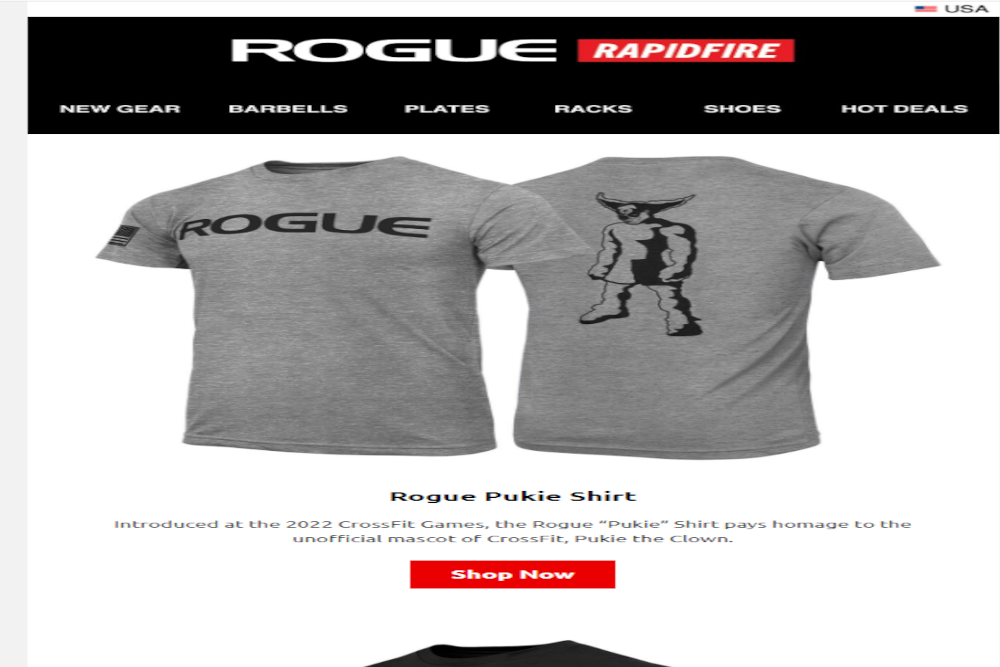 USA
ROGUE RAPIDFIRE
NEW GEAR BARBELLS PLATES RACKS SHOES HOT DEALS
ROGUE
Rogue Pukie Shirt
Introduced at the 2022 CrossFit Games, the Rogue “Pukie” Shirt pays homage to the
unofficial mascot of CrossFit, Pukie the Clown.
Shop Now